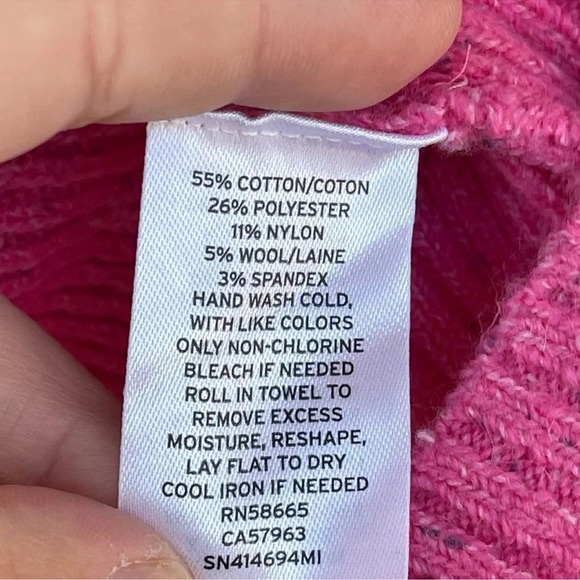 55% COTTON/COTON
26% POLYESTER
11% NYLON
5% WOOL/LAINE
3% SPANDEX
HAND WASH COLD,
WITH LIKE COLORS
ONLY NON-CHLORINE
BLEACH IF NEEDED
ROLL IN TOWEL TO
REMOVE EXCESS
MOISTURE, RESHAPE,
LAY FLAT TO DRY
COOL IRON IF NEEDED
RN58665
CA57963
SN414694MI